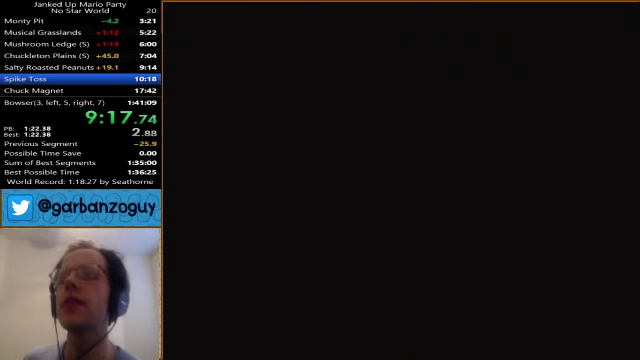 Janked Up Mario Party
No Star World 20
Monty Pit −4.2 3:21
Musical Grasslands +1:12 5:22
Mushroom Ledge (S) +1:13 6:00
Chuckleton Plains (S) +45.0 7:04
Salty Roasted Peanuts +19.1 9:14
Spike Toss 10:18
Chuck Magnet 17:42
Bowser(3, left, 5, right, 7) 1:41:09
9:17.74
PB: 1:22.38
Best: 1:22.38
2.88
Previous Segment −25.9
Possible Time Save 0.00
Sum of Best Segments 1:35:00
Best Possible Time 1:36:25
World Record: 1:18:27 by Seathorne
@garbanzoguy